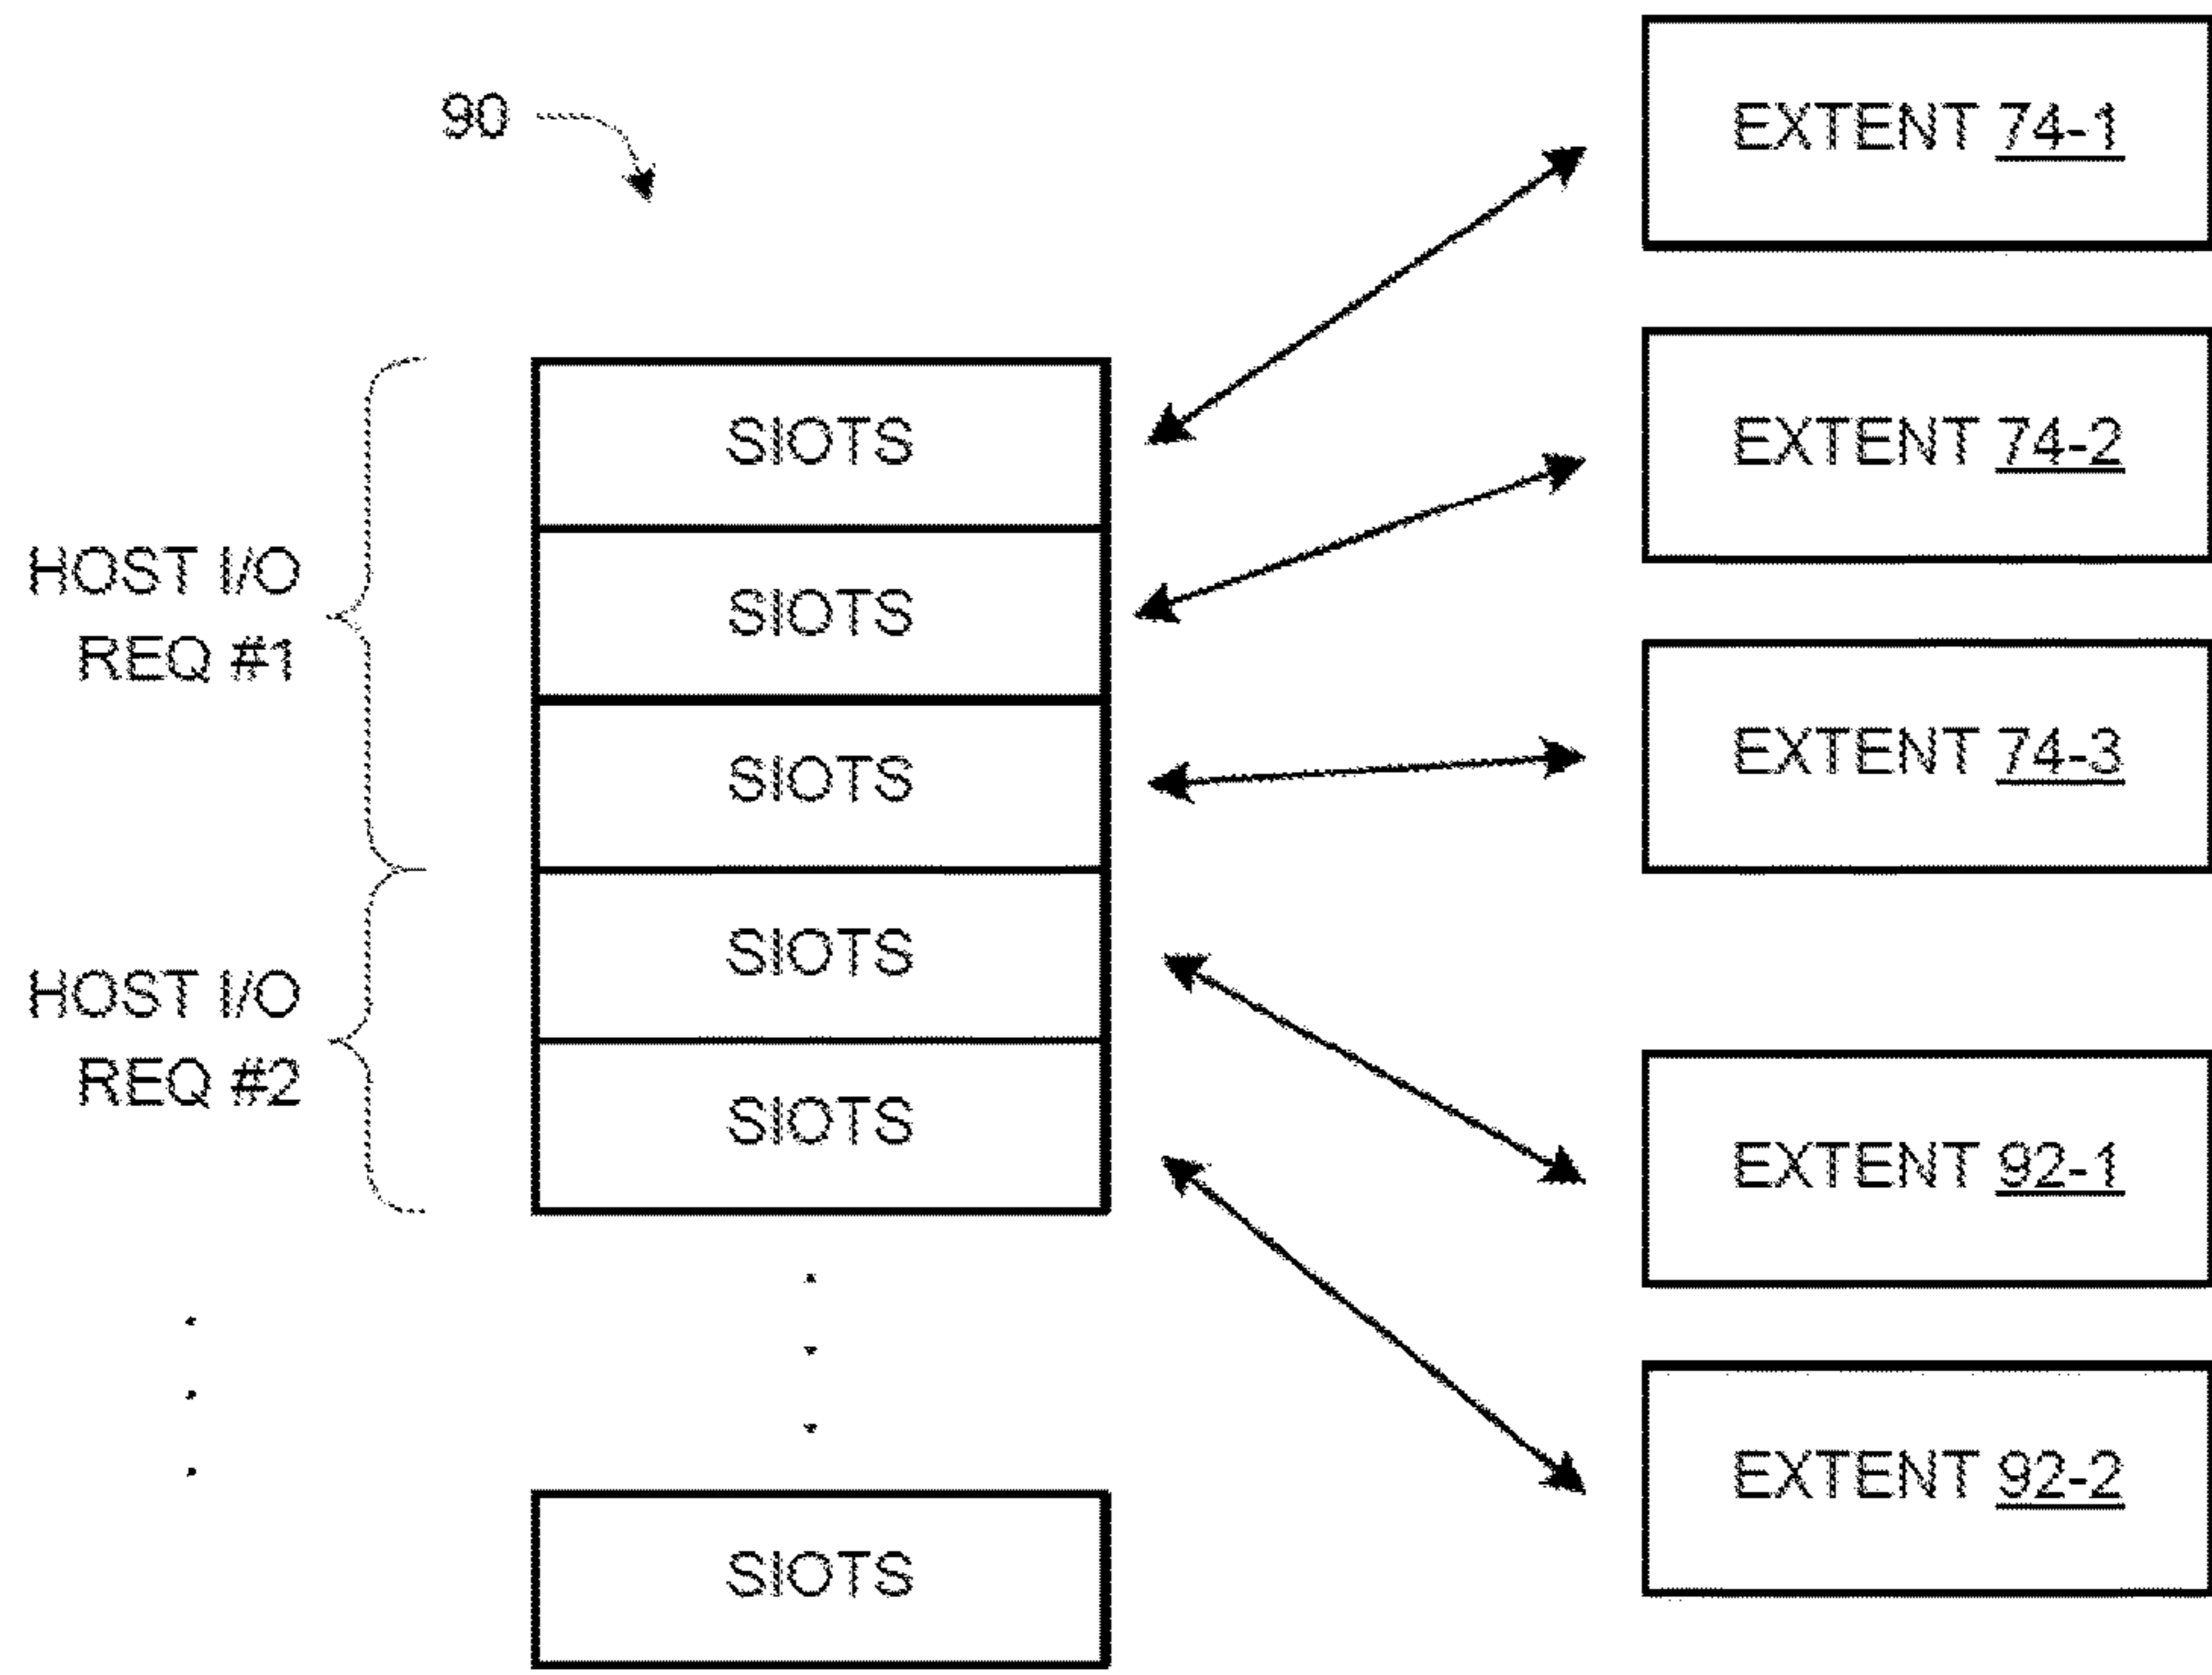 90
HOST I/O
REQ #1
HOST I/O
REQ #2
SIOTS
SIOTS
SIOTS
SIOTS
SIOTS
SIOTS
EXTENT 74-1
EXTENT 74-2
EXTENT 74-3
EXTENT 92-1
EXTENT 92-2